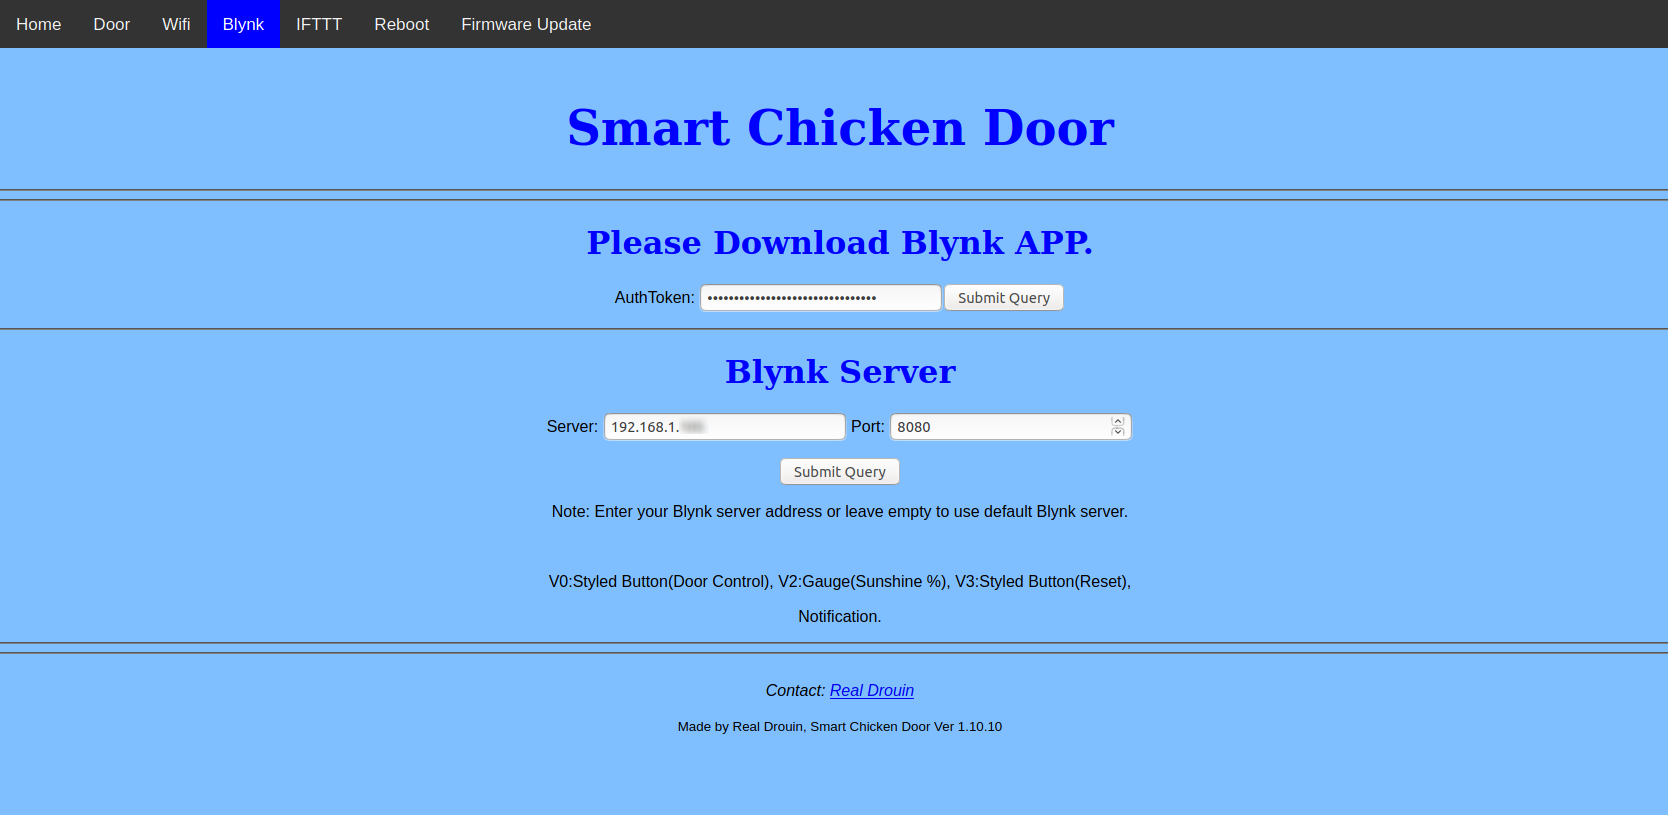 Home Door Wifi Blynk IFTTT Reboot Firmware Update
Smart Chicken Door
Please Download Blynk APP.
AuthToken: •••••••••••••••••••••••••••••••• Submit Query
Blynk Server
Server: 192.168.1. Port: 8080
Submit Query
Note: Enter your Blynk server address or leave empty to use default Blynk server.
V0:Styled Button(Door Control), V2:Gauge(Sunshine %), V3:Styled Button(Reset),
Notification.
Contact: Real Drouin
Made by Real Drouin, Smart Chicken Door Ver 1.10.10